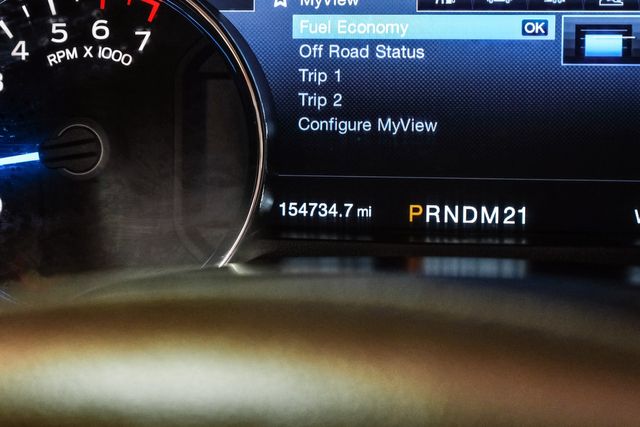 MyView
Fuel Economy OK
Off Road Status
Trip 1
Trip 2
Configure MyView
4 5 6 7
RPM X 1000
154734.7 mi PRNDM21